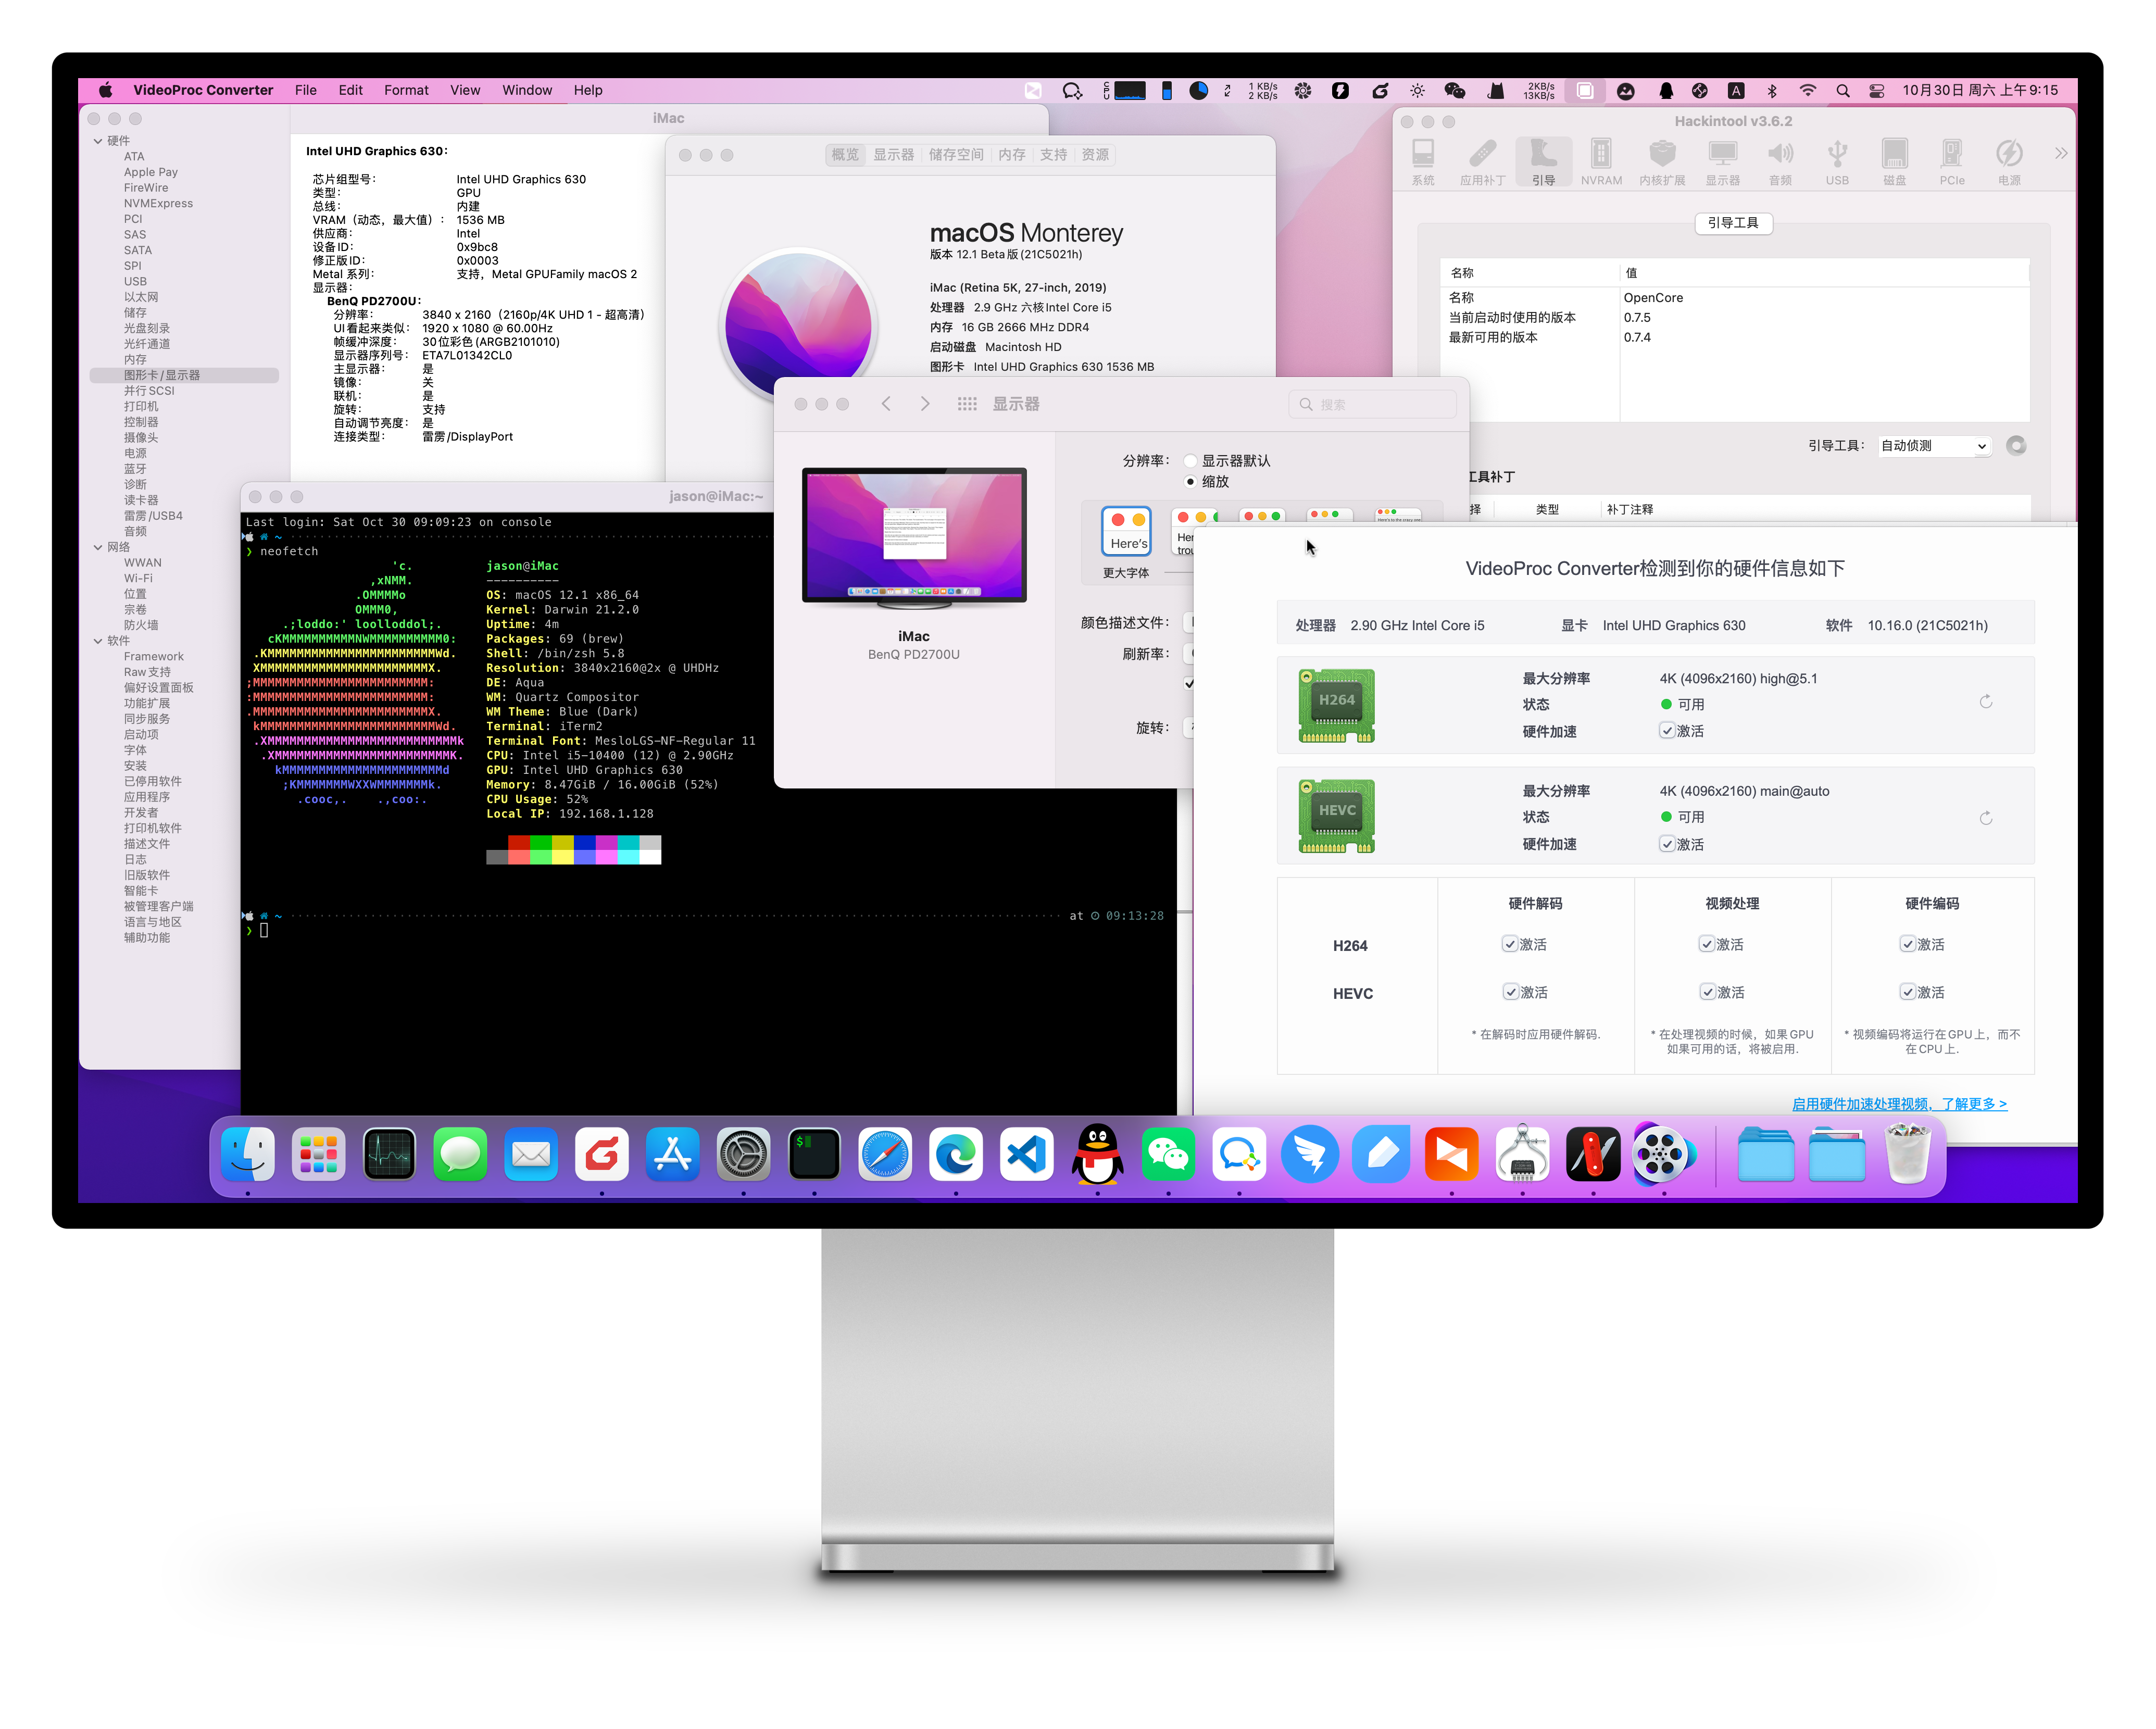 VideoProc Converter File Edit Format View Window Help
1 KB/s
2 KB/s
2KB/s
13KB/s
A
10月30日 周六 上午9:15
iMac
硬件
ATA
Apple Pay
FireWire
NVMExpress
PCI
SAS
SATA
SPI
USB
以太网
储存
光盘刻录
光纤通道
内存
图形卡/显示器
并行 SCSI
打印机
控制器
摄像头
电源
蓝牙
诊断
读卡器
雷雳/USB4
音频
网络
WWAN
Wi-Fi
位置
宗卷
防火墙
软件
Framework
Raw 支持
偏好设置面板
功能扩展
同步服务
启动项
字体
安装
已停用软件
应用程序
开发者
打印机软件
描述文件
日志
旧版软件
智能卡
被管理客户端
语言与地区
辅助功能
Intel UHD Graphics 630：
芯片组型号： Intel UHD Graphics 630
类型： GPU
总线： 内建
VRAM（动态，最大值）： 1536 MB
供应商： Intel
设备 ID： 0x9bc8
修正版 ID： 0x0003
Metal 系列： 支持，Metal GPUFamily macOS 2
显示器：
BenQ PD2700U：
分辨率： 3840 x 2160（2160p/4K UHD 1 - 超高清）
UI 看起来类似： 1920 x 1080 @ 60.00Hz
帧缓冲深度： 30 位彩色 (ARGB2101010)
显示器序列号： ETA7L01342CL0
主显示器： 是
镜像： 关
联机： 是
旋转： 支持
自动调节亮度： 是
连接类型： 雷雳/DisplayPort
概览 显示器 储存空间 内存 支持 资源
macOS Monterey
版本 12.1 Beta 版 (21C5021h)
iMac (Retina 5K, 27-inch, 2019)
处理器 2.9 GHz 六核Intel Core i5
内存 16 GB 2666 MHz DDR4
启动磁盘 Macintosh HD
图形卡 Intel UHD Graphics 630 1536 MB
Hackintool v3.6.2
系统 应用补丁 引导 NVRAM 内核扩展 显示器 音频 USB 磁盘 PCIe 电源
引导工具
名称 值
名称 OpenCore
当前启动时使用的版本 0.7.5
最新可用的版本 0.7.4
引导工具： 自动侦测
工具补丁
择 类型 补丁注释
显示器
搜索
iMac
BenQ PD2700U
分辨率： 显示器默认
缩放
Here's
更大字体
颜色描述文件：
刷新率：
旋转：
jason@iMac:~
Last login: Sat Oct 30 09:09:23 on console
~
❯ neofetch
'c.
,xNMM.
.OMMMMo
OMMM0,
.;loddo:' loolloddol;.
cKMMMMMMMMMMNWMMMMMMMMMM0:
.KMMMMMMMMMMMMMMMMMMMMMMMWd.
XMMMMMMMMMMMMMMMMMMMMMMMX.
;MMMMMMMMMMMMMMMMMMMMMMMM:
:MMMMMMMMMMMMMMMMMMMMMMMM:
.MMMMMMMMMMMMMMMMMMMMMMMMX.
kMMMMMMMMMMMMMMMMMMMMMMMMWd.
.XMMMMMMMMMMMMMMMMMMMMMMMMMMk
.XMMMMMMMMMMMMMMMMMMMMMMMMK.
kMMMMMMMMMMMMMMMMMMMMMMd
;KMMMMMMMWXXWMMMMMMMk.
.cooc,. .,coo:.
jason@iMac
----------
OS: macOS 12.1 x86_64
Kernel: Darwin 21.2.0
Uptime: 4m
Packages: 69 (brew)
Shell: /bin/zsh 5.8
Resolution: 3840x2160@2x @ UHDHz
DE: Aqua
WM: Quartz Compositor
WM Theme: Blue (Dark)
Terminal: iTerm2
Terminal Font: MesloLGS-NF-Regular 11
CPU: Intel i5-10400 (12) @ 2.90GHz
GPU: Intel UHD Graphics 630
Memory: 8.47GiB / 16.00GiB (52%)
CPU Usage: 52%
Local IP: 192.168.1.128
~ at 09:13:28
❯
VideoProc Converter检测到你的硬件信息如下
处理器 2.90 GHz Intel Core i5 显卡 Intel UHD Graphics 630 软件 10.16.0 (21C5021h)
H264
最大分辨率 4K (4096x2160) high@5.1
状态 可用
硬件加速 激活
HEVC
最大分辨率 4K (4096x2160) main@auto
状态 可用
硬件加速 激活
硬件解码 视频处理 硬件编码
H264 激活 激活 激活
HEVC 激活 激活 激活
* 在解码时应用硬件解码.
* 在处理视频的时候，如果 GPU
如果可用的话，将被启用.
* 视频编码将运行在 GPU 上，而不
在 CPU 上.
启用硬件加速处理视频，了解更多 >